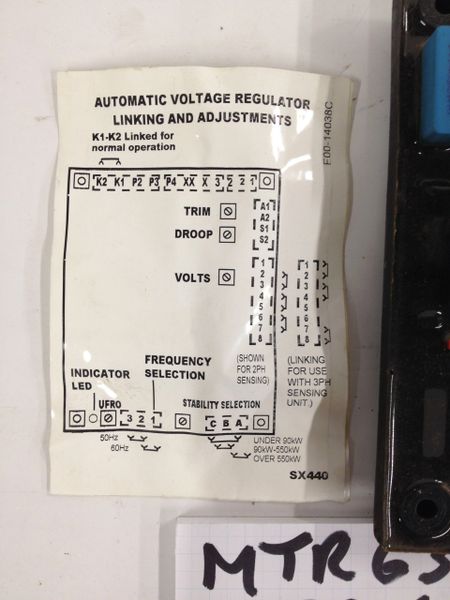 AUTOMATIC VOLTAGE REGULATOR
LINKING AND ADJUSTMENTS
F00-14038C
K1-K2 Linked for
normal operation
K2 K1 P2 P3 P4 XX X 3 2 2 1
TRIM
DROOP
VOLTS
A1
A2
S1
S2
1
2
3
4
5
6
7
8
1
2
3
4
5
6
7
8
(SHOWN
FOR 2PH
SENSING)
(LINKING
FOR USE
WITH 3PH
SENSING
UNIT.)
FREQUENCY
SELECTION
INDICATOR
LED
UFRO
STABILITY SELECTION
3 2 1
C B A
50Hz
60Hz
UNDER 90kW
90kW-550kW
OVER 550kW
SX440